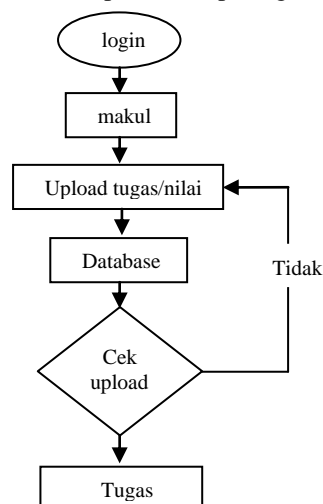 login
makul
Upload tugas/nilai
Database
Tidak
Cek
upload
Tugas